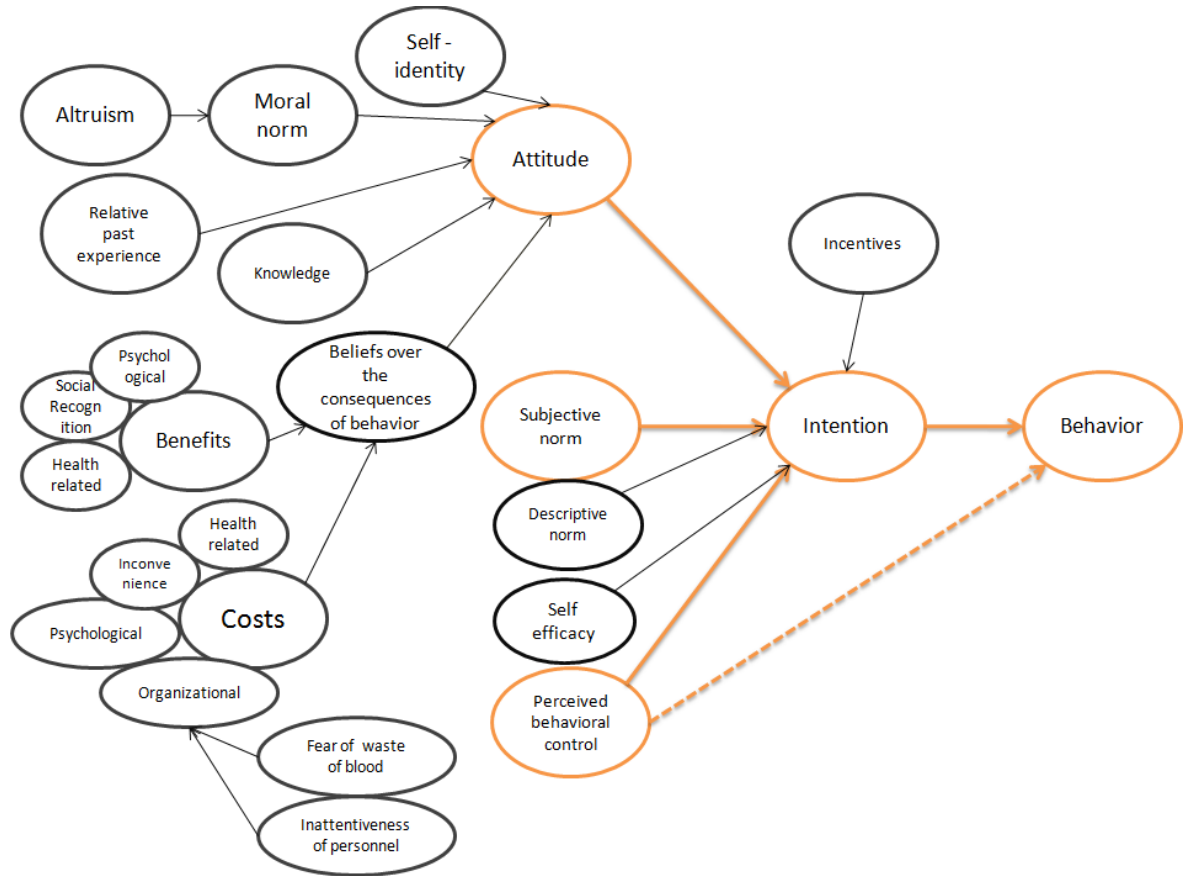 Self -
identity
Altruism
Moral
norm
Attitude
Relative
past
experience
Knowledge
Incentives
Beliefs over
the
consequences
of behavior
Psychol
ogical
Social
Recogn
ition
Benefits
Health
related
Subjective
norm
Intention
Behavior
Descriptive
norm
Health
related
Inconve
nience
Costs
Psychological
Self
efficacy
Organizational
Perceived
behavioral
control
Fear of waste
of blood
Inattentiveness
of personnel